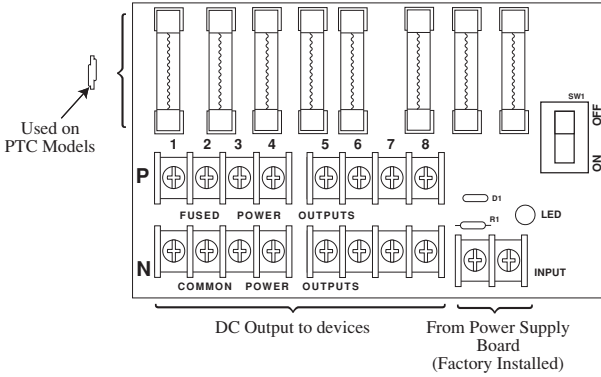 SW1
OFF
ON
Used on
PTC Models
1 2 3 4 5 6 7 8
P
D1
FUSED POWER OUTPUTS
LED
R1
N
INPUT
COMMON POWER OUTPUTS
DC Output to devices
From Power Supply
Board
(Factory Installed)